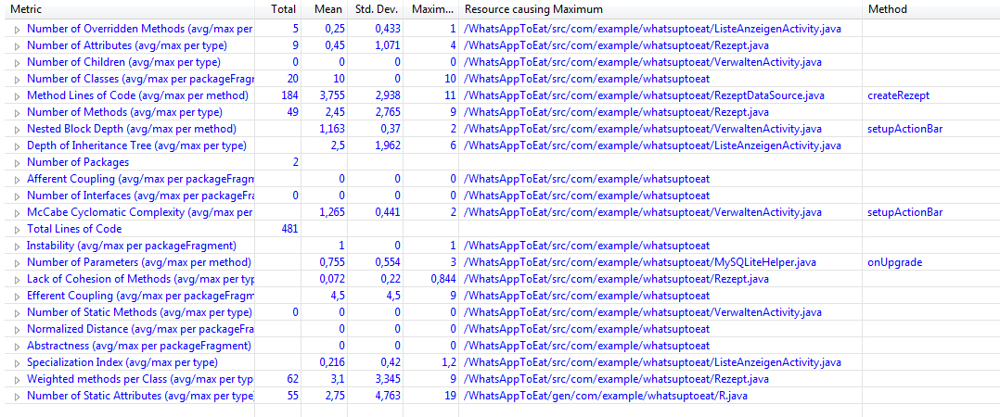 Metric Total Mean Std. Dev. Maxim... Resource causing Maximum Method
Number of Overridden Methods (avg/max per 5 0,25 0,433 1 /WhatsAppToEat/src/com/example/whatsuptoeat/ListeAnzeigenActivity.java
Number of Attributes (avg/max per type) 9 0,45 1,071 4 /WhatsAppToEat/src/com/example/whatsuptoeat/Rezept.java
Number of Children (avg/max per type) 0 0 0 0 /WhatsAppToEat/src/com/example/whatsuptoeat/VerwaltenActivity.java
Number of Classes (avg/max per packageFragm 20 10 0 10 /WhatsAppToEat/src/com/example/whatsuptoeat
Method Lines of Code (avg/max per method) 184 3,755 2,938 11 /WhatsAppToEat/src/com/example/whatsuptoeat/RezeptDataSource.java createRezept
Number of Methods (avg/max per type) 49 2,45 2,765 9 /WhatsAppToEat/src/com/example/whatsuptoeat/Rezept.java
Nested Block Depth (avg/max per method) 1,163 0,37 2 /WhatsAppToEat/src/com/example/whatsuptoeat/VerwaltenActivity.java setupActionBar
Depth of Inheritance Tree (avg/max per type) 2,5 1,962 6 /WhatsAppToEat/src/com/example/whatsuptoeat/ListeAnzeigenActivity.java
Number of Packages 2
Afferent Coupling (avg/max per packageFragm 0 0 0 /WhatsAppToEat/src/com/example/whatsuptoeat
Number of Interfaces (avg/max per packageFra 0 0 0 0 /WhatsAppToEat/src/com/example/whatsuptoeat
McCabe Cyclomatic Complexity (avg/max per 1,265 0,441 2 /WhatsAppToEat/src/com/example/whatsuptoeat/VerwaltenActivity.java setupActionBar
Total Lines of Code 481
Instability (avg/max per packageFragment) 1 0 1 /WhatsAppToEat/src/com/example/whatsuptoeat
Number of Parameters (avg/max per method) 0,755 0,554 3 /WhatsAppToEat/src/com/example/whatsuptoeat/MySQLiteHelper.java onUpgrade
Lack of Cohesion of Methods (avg/max per typ 0,072 0,22 0,844 /WhatsAppToEat/src/com/example/whatsuptoeat/Rezept.java
Efferent Coupling (avg/max per packageFragm 4,5 4,5 9 /WhatsAppToEat/src/com/example/whatsuptoeat
Number of Static Methods (avg/max per type) 0 0 0 0 /WhatsAppToEat/src/com/example/whatsuptoeat/VerwaltenActivity.java
Normalized Distance (avg/max per packageFra 0 0 0 /WhatsAppToEat/src/com/example/whatsuptoeat
Abstractness (avg/max per packageFragment) 0 0 0 /WhatsAppToEat/src/com/example/whatsuptoeat
Specialization Index (avg/max per type) 0,216 0,42 1,2 /WhatsAppToEat/src/com/example/whatsuptoeat/ListeAnzeigenActivity.java
Weighted methods per Class (avg/max per typ 62 3,1 3,345 9 /WhatsAppToEat/src/com/example/whatsuptoeat/Rezept.java
Number of Static Attributes (avg/max per type 55 2,75 4,763 19 /WhatsAppToEat/gen/com/example/whatsuptoeat/R.java